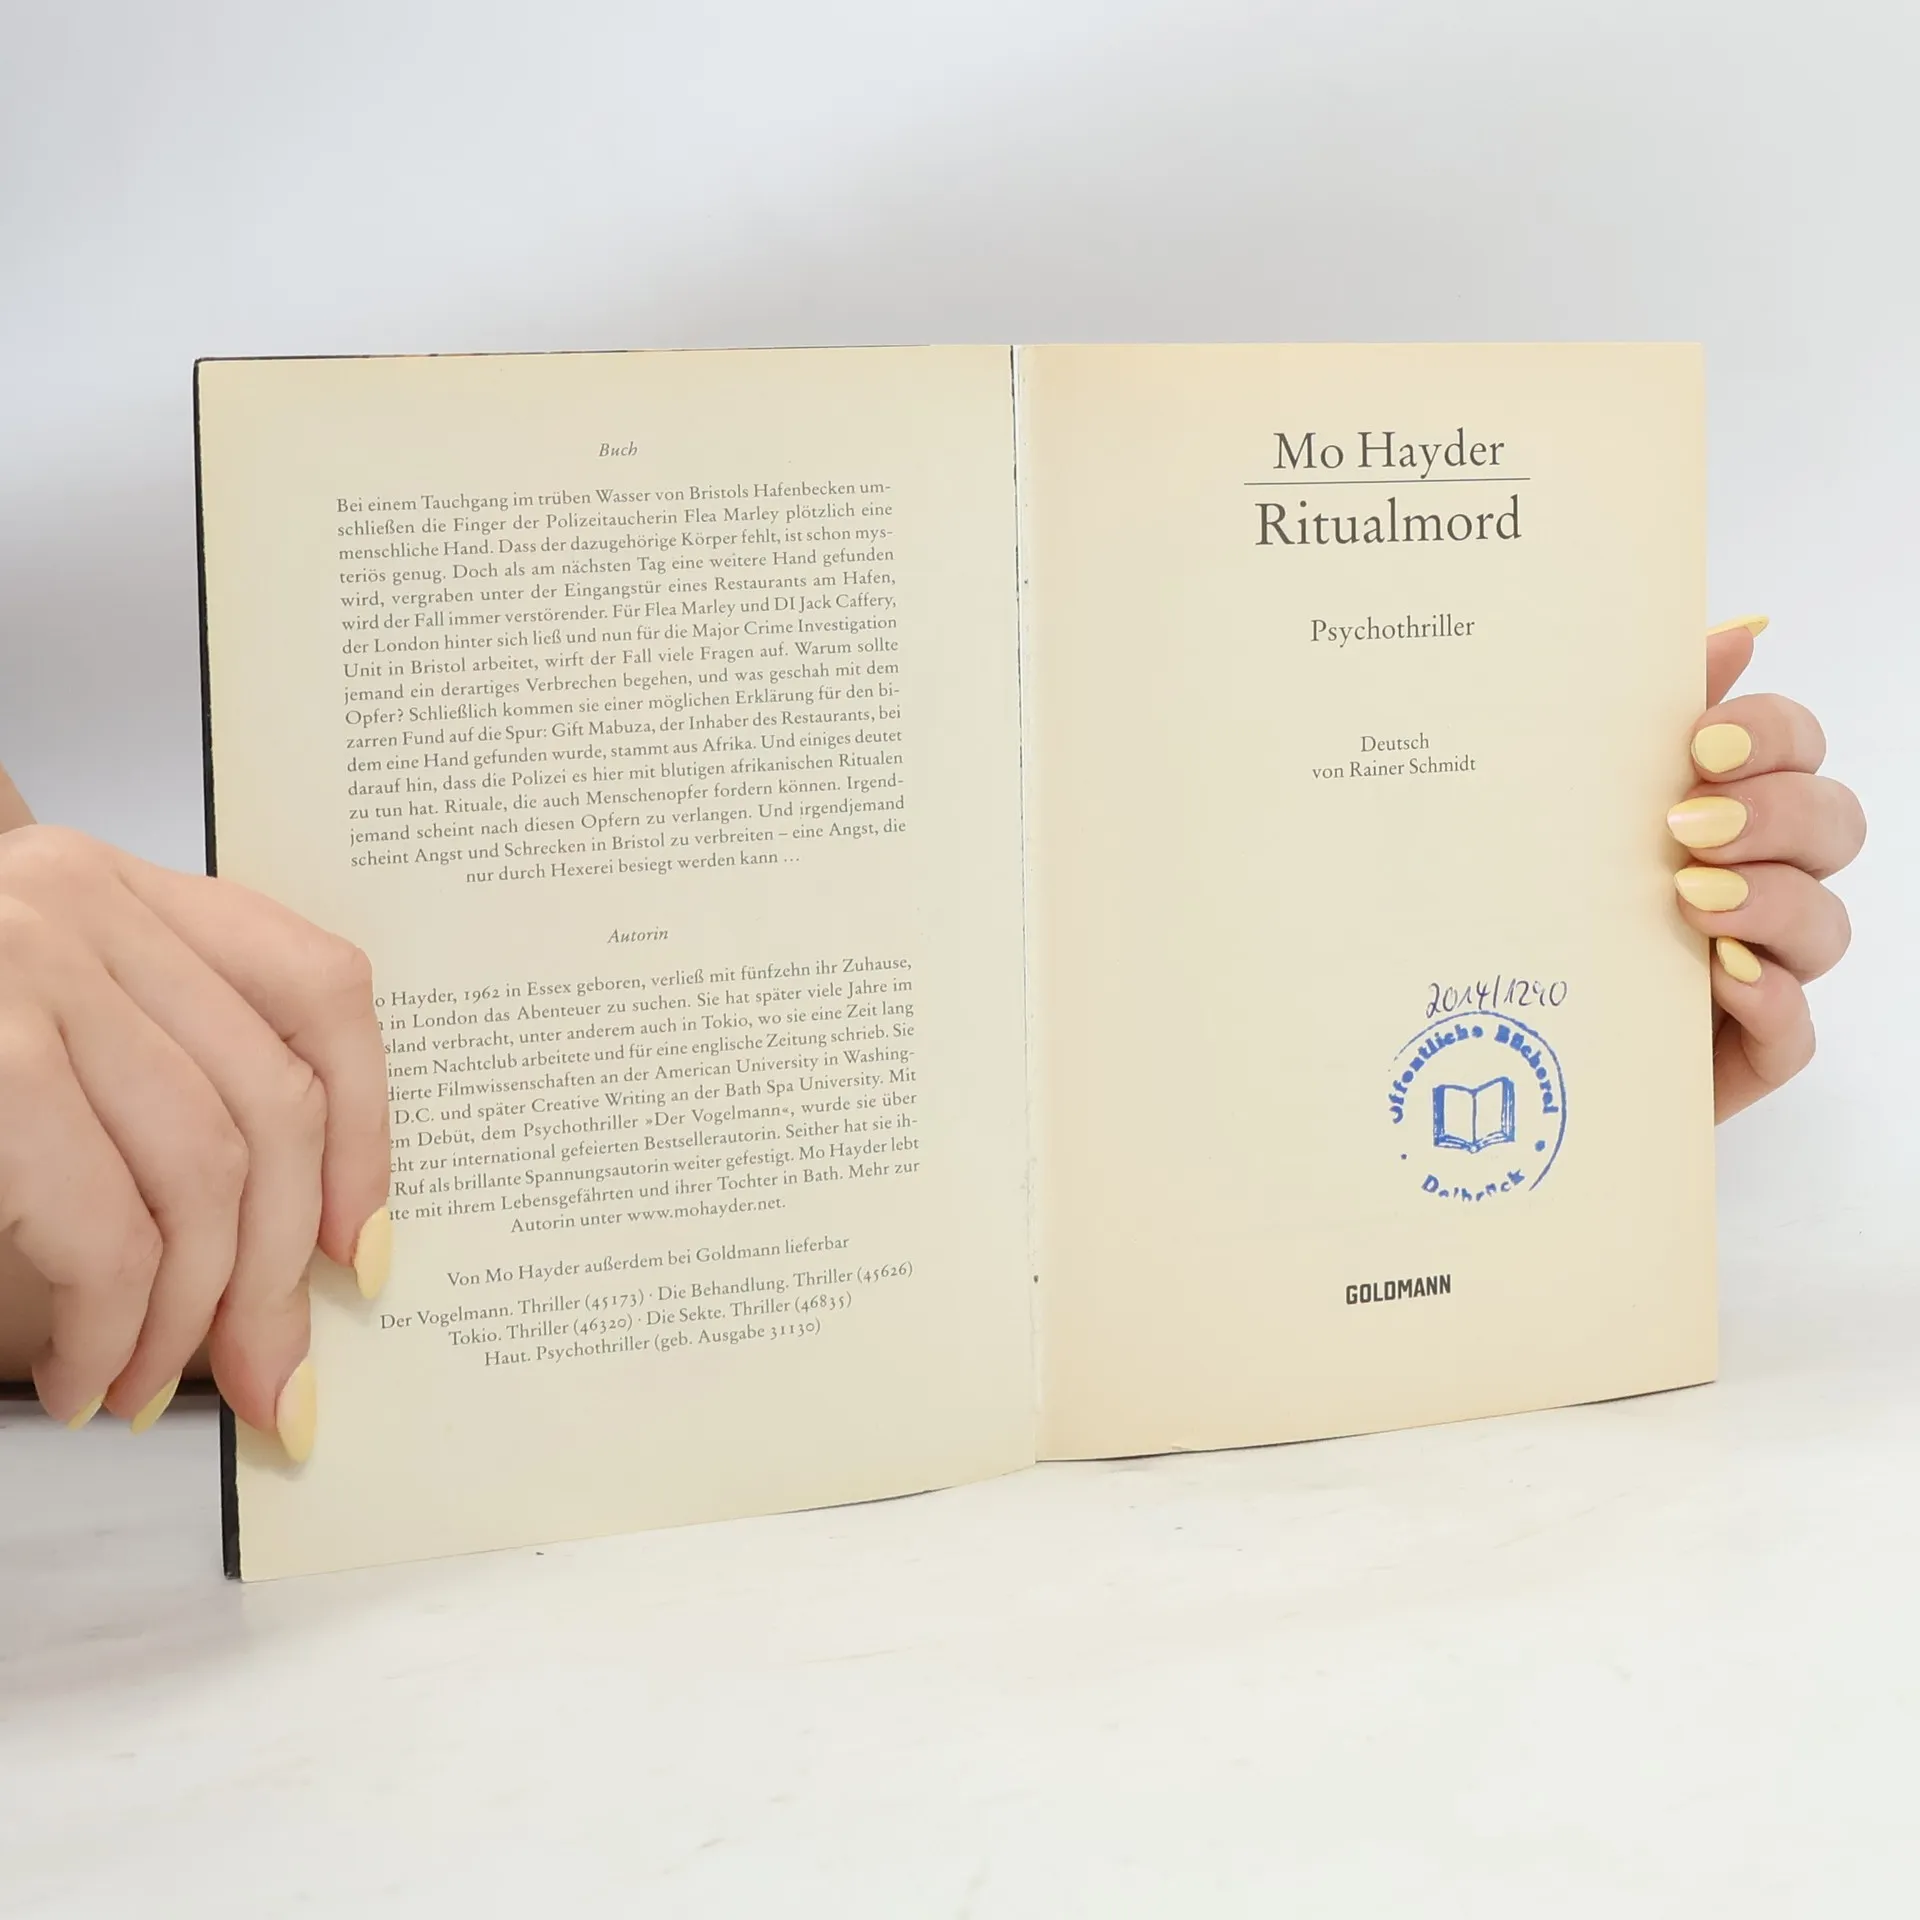 Buch
Bei einem Tauchgang im trüben Wasser von Bristols Hafenbecken um-
schließen die Finger der Polizeitaucherin Flea Marley plötzlich eine
menschliche Hand. Dass der dazugehörige Körper fehlt, ist schon mys-
teriös genug. Doch als am nächsten Tag eine weitere Hand gefunden
wird, vergraben unter der Eingangstür eines Restaurants am Hafen,
wird der Fall immer verstörender. Für Flea Marley und DI Jack Caffery,
der London hinter sich ließ und nun für die Major Crime Investigation
Unit in Bristol arbeitet, wirft der Fall viele Fragen auf. Warum sollte
jemand ein derartiges Verbrechen begehen, und was geschah mit dem
Opfer? Schließlich kommen sie einer möglichen Erklärung für den bi-
zarren Fund auf die Spur: Gift Mabuza, der Inhaber des Restaurants, bei
dem eine Hand gefunden wurde, stammt aus Afrika. Und einiges deutet
darauf hin, dass die Polizei es hier mit blutigen afrikanischen Ritualen
zu tun hat. Rituale, die auch Menschenopfer fordern können. Irgend-
jemand scheint nach diesen Opfern zu verlangen. Und irgendjemand
scheint Angst und Schrecken in Bristol zu verbreiten – eine Angst, die
nur durch Hexerei besiegt werden kann ...
Autorin
o Hayder, 1962 in Essex geboren, verließ mit fünfzehn ihr Zuhause,
in London das Abenteuer zu suchen. Sie hat später viele Jahre im
sland verbracht, unter anderem auch in Tokio, wo sie eine Zeit lang
inem Nachtclub arbeitete und für eine englische Zeitung schrieb. Sie
dierte Filmwissenschaften an der American University in Washing-
D.C. und später Creative Writing an der Bath Spa University. Mit
em Debüt, dem Psychothriller »Der Vogelmann«, wurde sie über
cht zur international gefeierten Bestsellerautorin. Seither hat sie ih-
Ruf als brillante Spannungsautorin weiter gefestigt. Mo Hayder lebt
te mit ihrem Lebensgefährten und ihrer Tochter in Bath. Mehr zur
Autorin unter www.mohayder.net.
Von Mo Hayder außerdem bei Goldmann lieferbar
Der Vogelmann. Thriller (45173) · Die Behandlung. Thriller (45626)
Tokio. Thriller (46320) · Die Sekte. Thriller (46835)
Haut. Psychothriller (geb. Ausgabe 31130)
Mo Hayder
Ritualmord
Psychothriller
Deutsch
von Rainer Schmidt
2014/1290
Öffentliche Bücherei
Delbrück
GOLDMANN